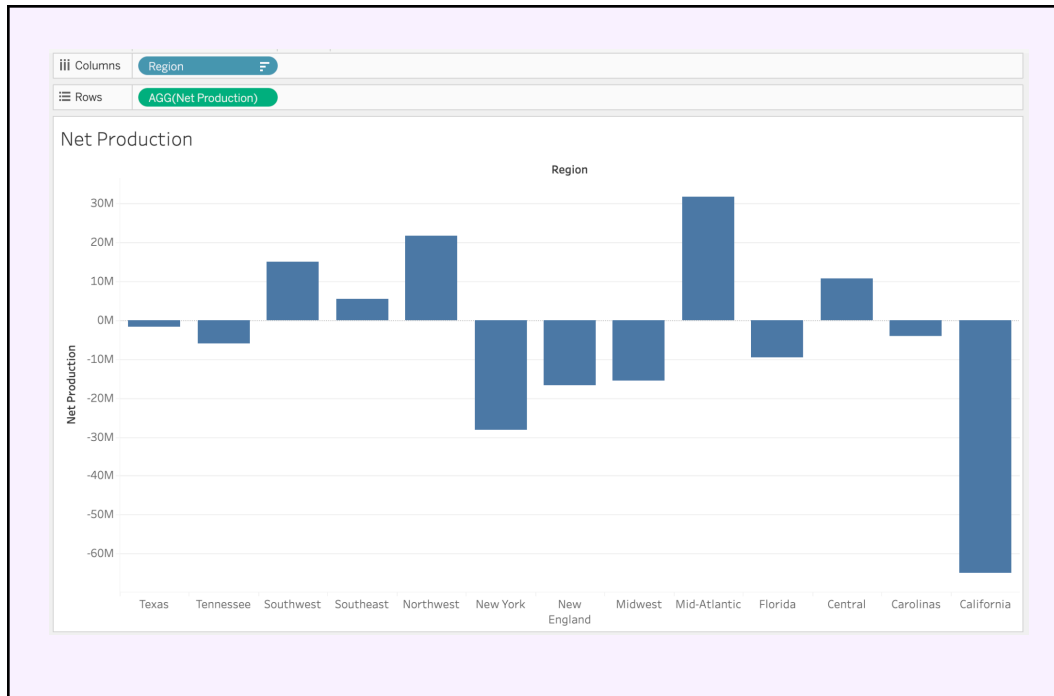 Columns
Region
Rows
AGG(Net Production)
Net Production
Region
30M
20M
10M
0M
-10M
-20M
-30M
-40M
-50M
-60M
Net Production
Texas
Tennessee
Southwest
Southeast
Northwest
New York
New
England
Midwest
Mid-Atlantic
Florida
Central
Carolinas
California